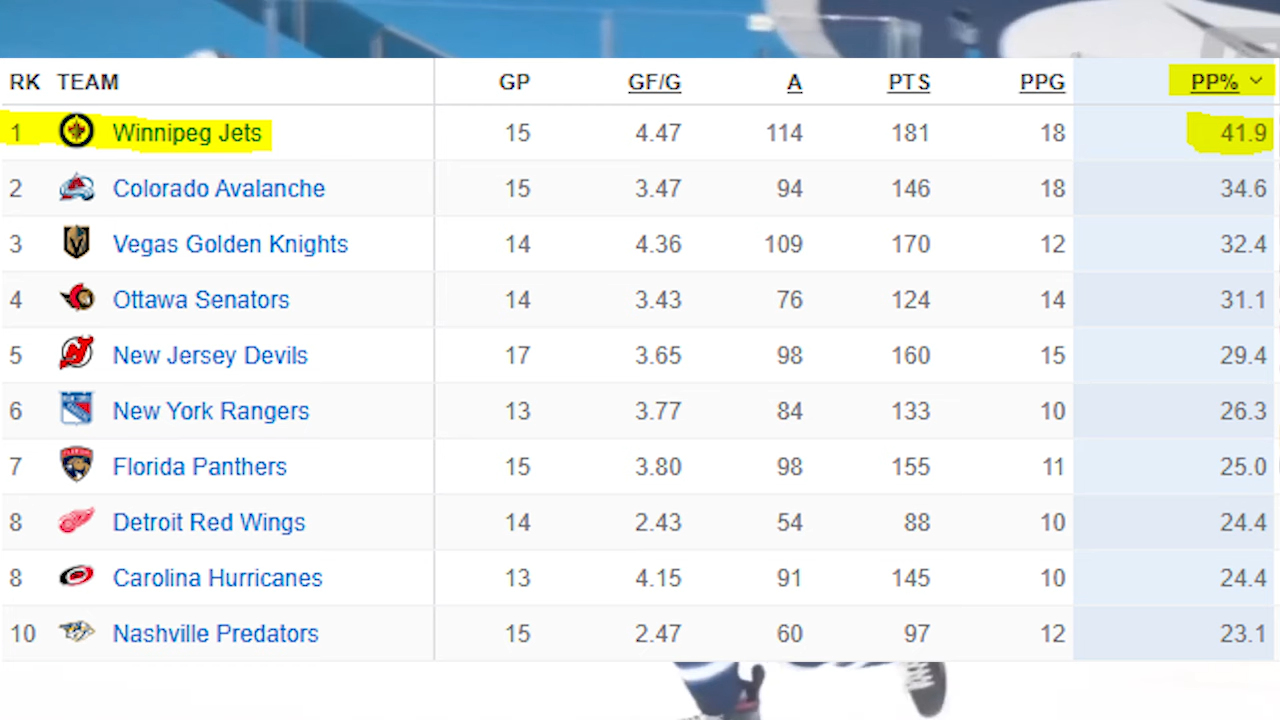 RK TEAM GP GF/G A PTS PPG PP%
1 Winnipeg Jets 15 4.47 114 181 18 41.9
2 Colorado Avalanche 15 3.47 94 146 18 34.6
3 Vegas Golden Knights 14 4.36 109 170 12 32.4
4 Ottawa Senators 14 3.43 76 124 14 31.1
5 New Jersey Devils 17 3.65 98 160 15 29.4
6 New York Rangers 13 3.77 84 133 10 26.3
7 Florida Panthers 15 3.80 98 155 11 25.0
8 Detroit Red Wings 14 2.43 54 88 10 24.4
8 Carolina Hurricanes 13 4.15 91 145 10 24.4
10 Nashville Predators 15 2.47 60 97 12 23.1